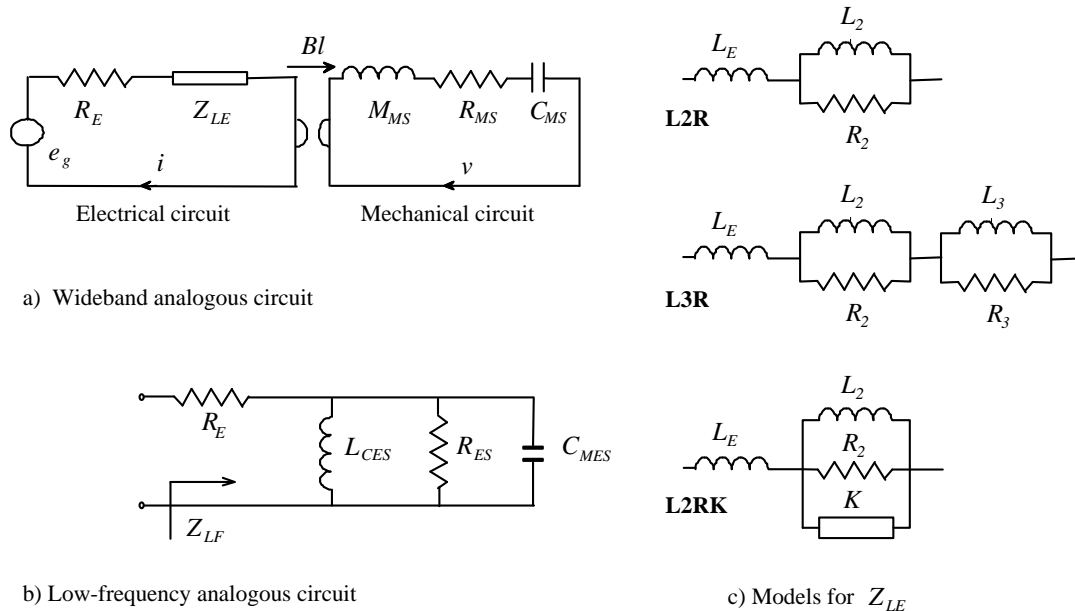 Bl
R_E
Z_LE
M_MS
R_MS
C_MS
e_g
i
v
Electrical circuit
Mechanical circuit
a) Wideband analogous circuit
R_E
L_CES
R_ES
C_MES
Z_LF
b) Low-frequency analogous circuit
L_2
L_E
L2R
R_2
L_2
L_3
L_E
L3R
R_2
R_3
L_2
L_E
R_2
L2RK
K
c) Models for Z_LE